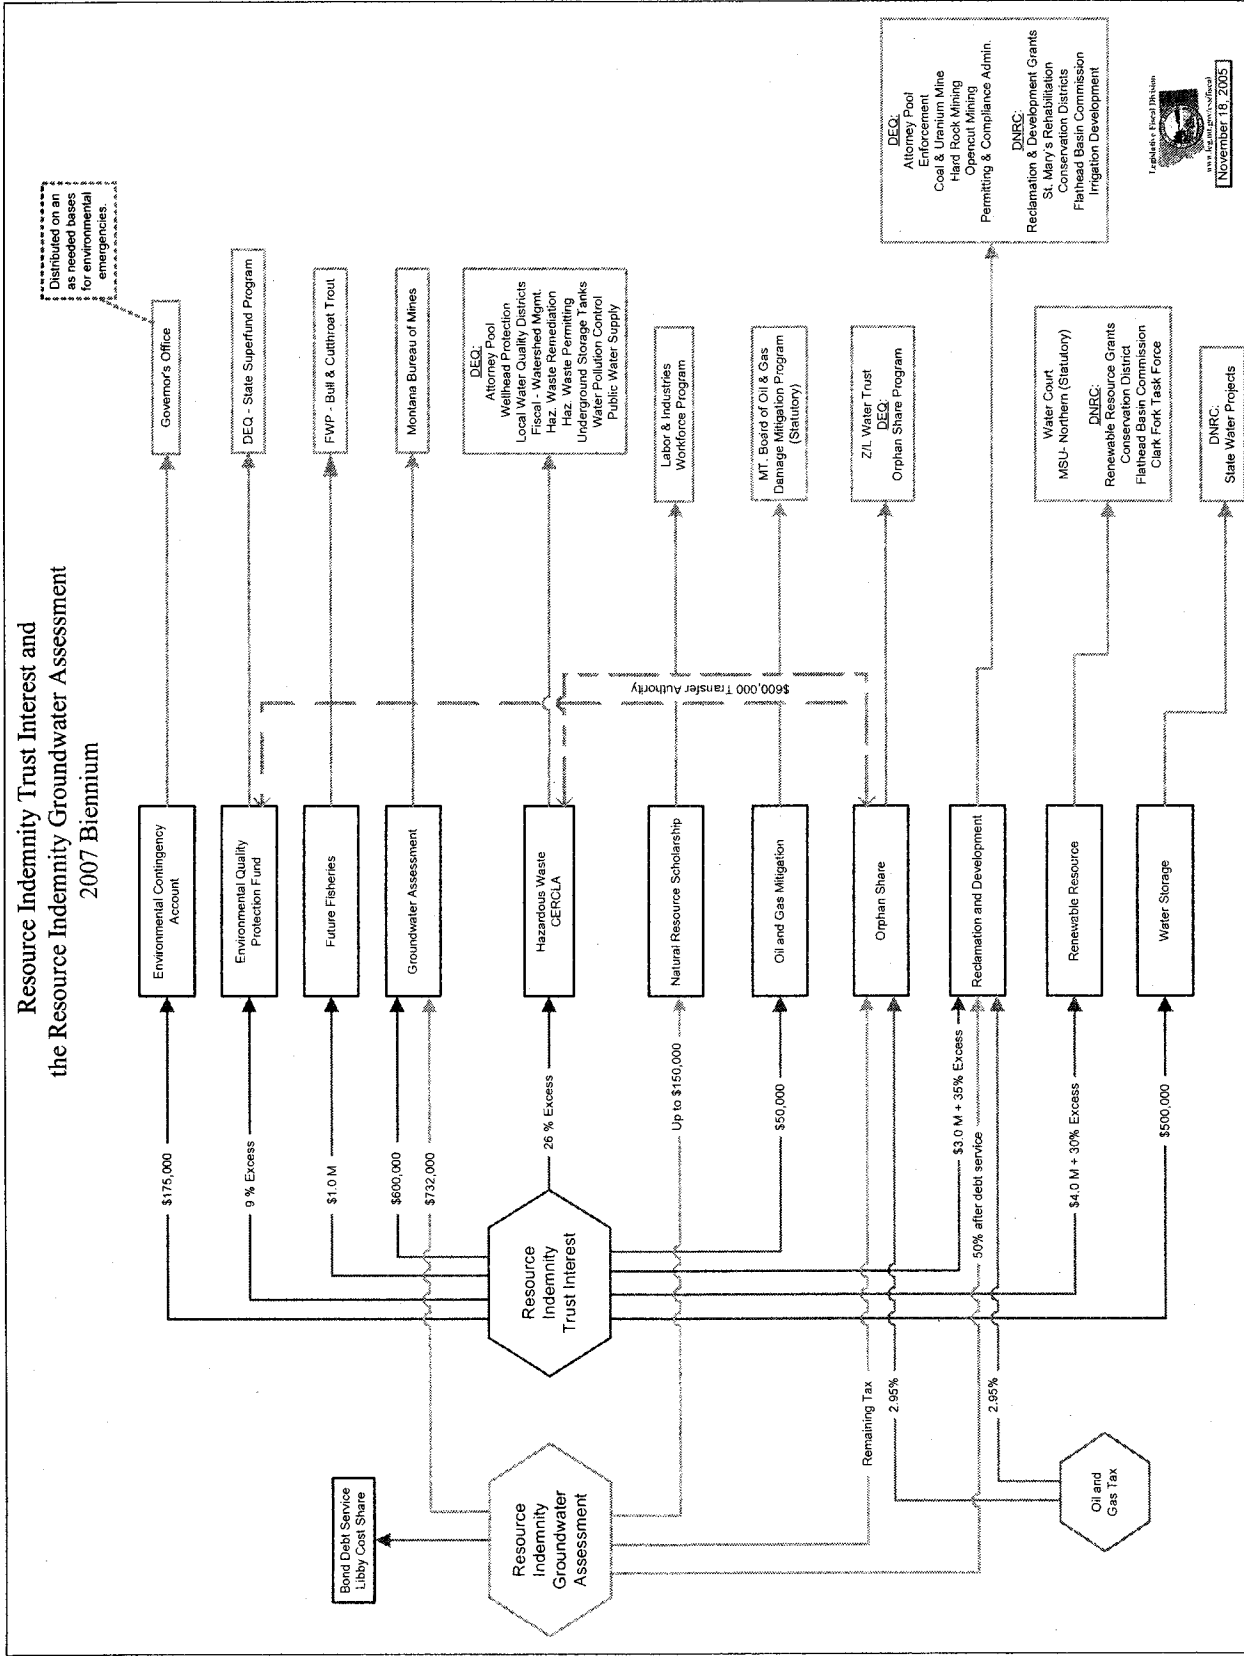 Resource Indemnity Trust Interest and
the Resource Indemnity Groundwater Assessment
2007 Biennium
Bond Debt Service
Libby Cost Share
Resource
Indemnity
Groundwater
Assessment
Oil and
Gas Tax
Resource
Indemnity
Trust Interest
$175,000
9 % Excess
$1.0 M
$600,000
$732,000
26 % Excess
Up to $150,000
$50,000
Remaining Tax
2.95%
$3.0 M + 35% Excess
50% after debt service
2.95%
$4.0 M + 30% Excess
$500,000
Environmental Contingency
Account
Environmental Quality
Protection Fund
Future Fisheries
Groundwater Assessment
Hazardous Waste
CERCLA
Natural Resource Scholarship
Oil and Gas Mitigation
Orphan Share
Reclamation and Development
Renewable Resource
Water Storage
$600,000 Transfer Authority
Distributed on an
as needed bases
for environmental
emergencies.
Governor's Office
DEQ - State Superfund Program
FWP - Bull & Cutthroat Trout
Montana Bureau of Mines
DEQ:
Attorney Pool
Wellhead Protection
Local Water Quality Districts
Fiscal - Watershed Mgmt.
Haz. Waste Remediation
Haz. Waste Permitting
Underground Storage Tanks
Water Pollution Control
Public Water Supply
Labor & Industries
Workforce Program
MT. Board of Oil & Gas
Damage Mitigation Program
(Statutory)
Z/L Water Trust
DEQ:
Orphan Share Program
DEQ:
Attorney Pool
Enforcement
Coal & Uranium Mine
Hard Rock Mining
Opencut Mining
Permitting & Compliance Admin.
DNRC:
Reclamation & Development Grants
St. Mary's Rehabilitation
Conservation Districts
Flathead Basin Commission
Irrigation Development
Water Court
MSU- Northern (Statutory)
DNRC:
Renewable Resource Grants
Conservation District
Flathead Basin Commission
Clark Fork Task Force
DNRC:
State Water Projects
Legislative Fiscal Division
November 18, 2005